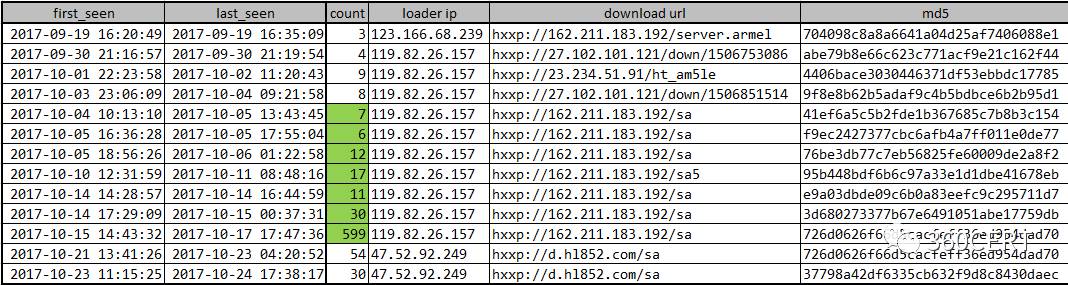 first_seen last_seen count loader ip download url md5
2017-09-19 16:20:49 2017-09-19 16:35:09 3 123.166.68.239 hxxp://162.211.183.192/server.armel 704098c8a8a6641a04d25af7406088e1
2017-09-30 21:16:57 2017-09-30 21:19:54 4 119.82.26.157 hxxp://27.102.101.121/down/1506753086 abe79b8e66c623c771acf9e21c162f44
2017-10-01 22:23:58 2017-10-02 11:20:43 9 119.82.26.157 hxxp://23.234.51.91/ht_am5le 4406bace3030446371df53ebbdc17785
2017-10-03 23:06:09 2017-10-04 09:21:58 8 119.82.26.157 hxxp://27.102.101.121/down/1506851514 9f8e8b62b5adaf9c4b5bdbce6b2b95d1
2017-10-04 10:13:10 2017-10-05 13:43:45 7 119.82.26.157 hxxp://162.211.183.192/sa 41ef6a5c5b2fde1b367685c7b8b3c154
2017-10-05 16:36:28 2017-10-05 17:55:04 6 119.82.26.157 hxxp://162.211.183.192/sa f9ec2427377cbc6afb4a7ff011e0de77
2017-10-05 18:56:26 2017-10-06 01:22:58 12 119.82.26.157 hxxp://162.211.183.192/sa 76be3db77c7eb56825fe60009de2a8f2
2017-10-10 12:31:59 2017-10-11 08:48:16 17 119.82.26.157 hxxp://162.211.183.192/sa5 95b448bdf6b6c97a33e1d1dbe41678eb
2017-10-14 14:28:57 2017-10-14 16:44:59 11 119.82.26.157 hxxp://162.211.183.192/sa e9a03dbde09c6b0a83eefc9c295711d7
2017-10-14 17:29:09 2017-10-15 00:37:31 30 119.82.26.157 hxxp://162.211.183.192/sa 3d680273377b67e6491051abe17759db
2017-10-15 14:43:32 2017-10-17 17:47:36 599 119.82.26.157 hxxp://162.211.183.192/sa 726d0626f66d5cacfeff36ed954dad70
2017-10-21 13:41:26 2017-10-23 04:20:52 54 47.52.92.249 hxxp://d.hl852.com/sa 726d0626f66d5cacfeff36ed954dad70
2017-10-23 11:15:25 2017-10-24 17:38:17 30 47.52.92.249 hxxp://d.hl852.com/sa 37798a42df6335cb632f9d8c8430daec
360CERT